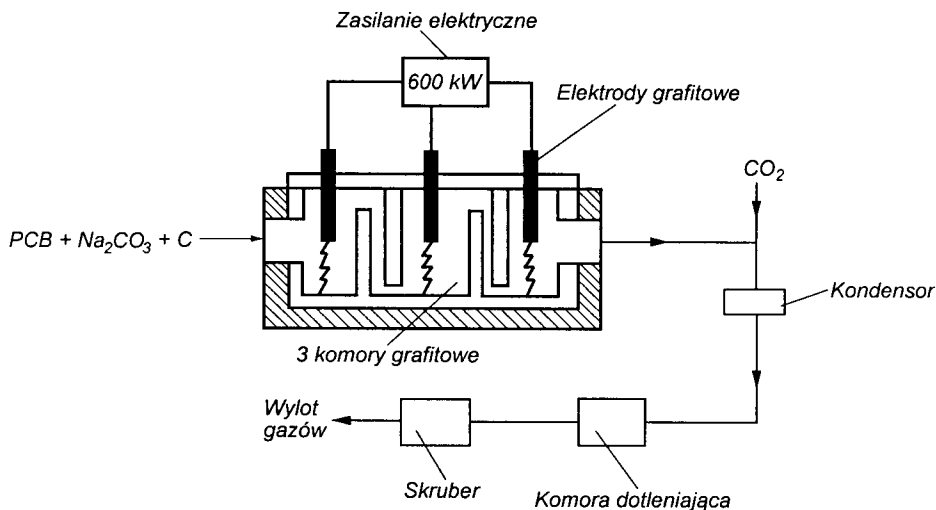 Zasilanie elektryczne
600 kW
Elektrody grafitowe
CO₂
PCB + Na₂CO₃ + C
Kondensor
3 komory grafitowe
Wylot
gazów
Skruber
Komora dotleniająca